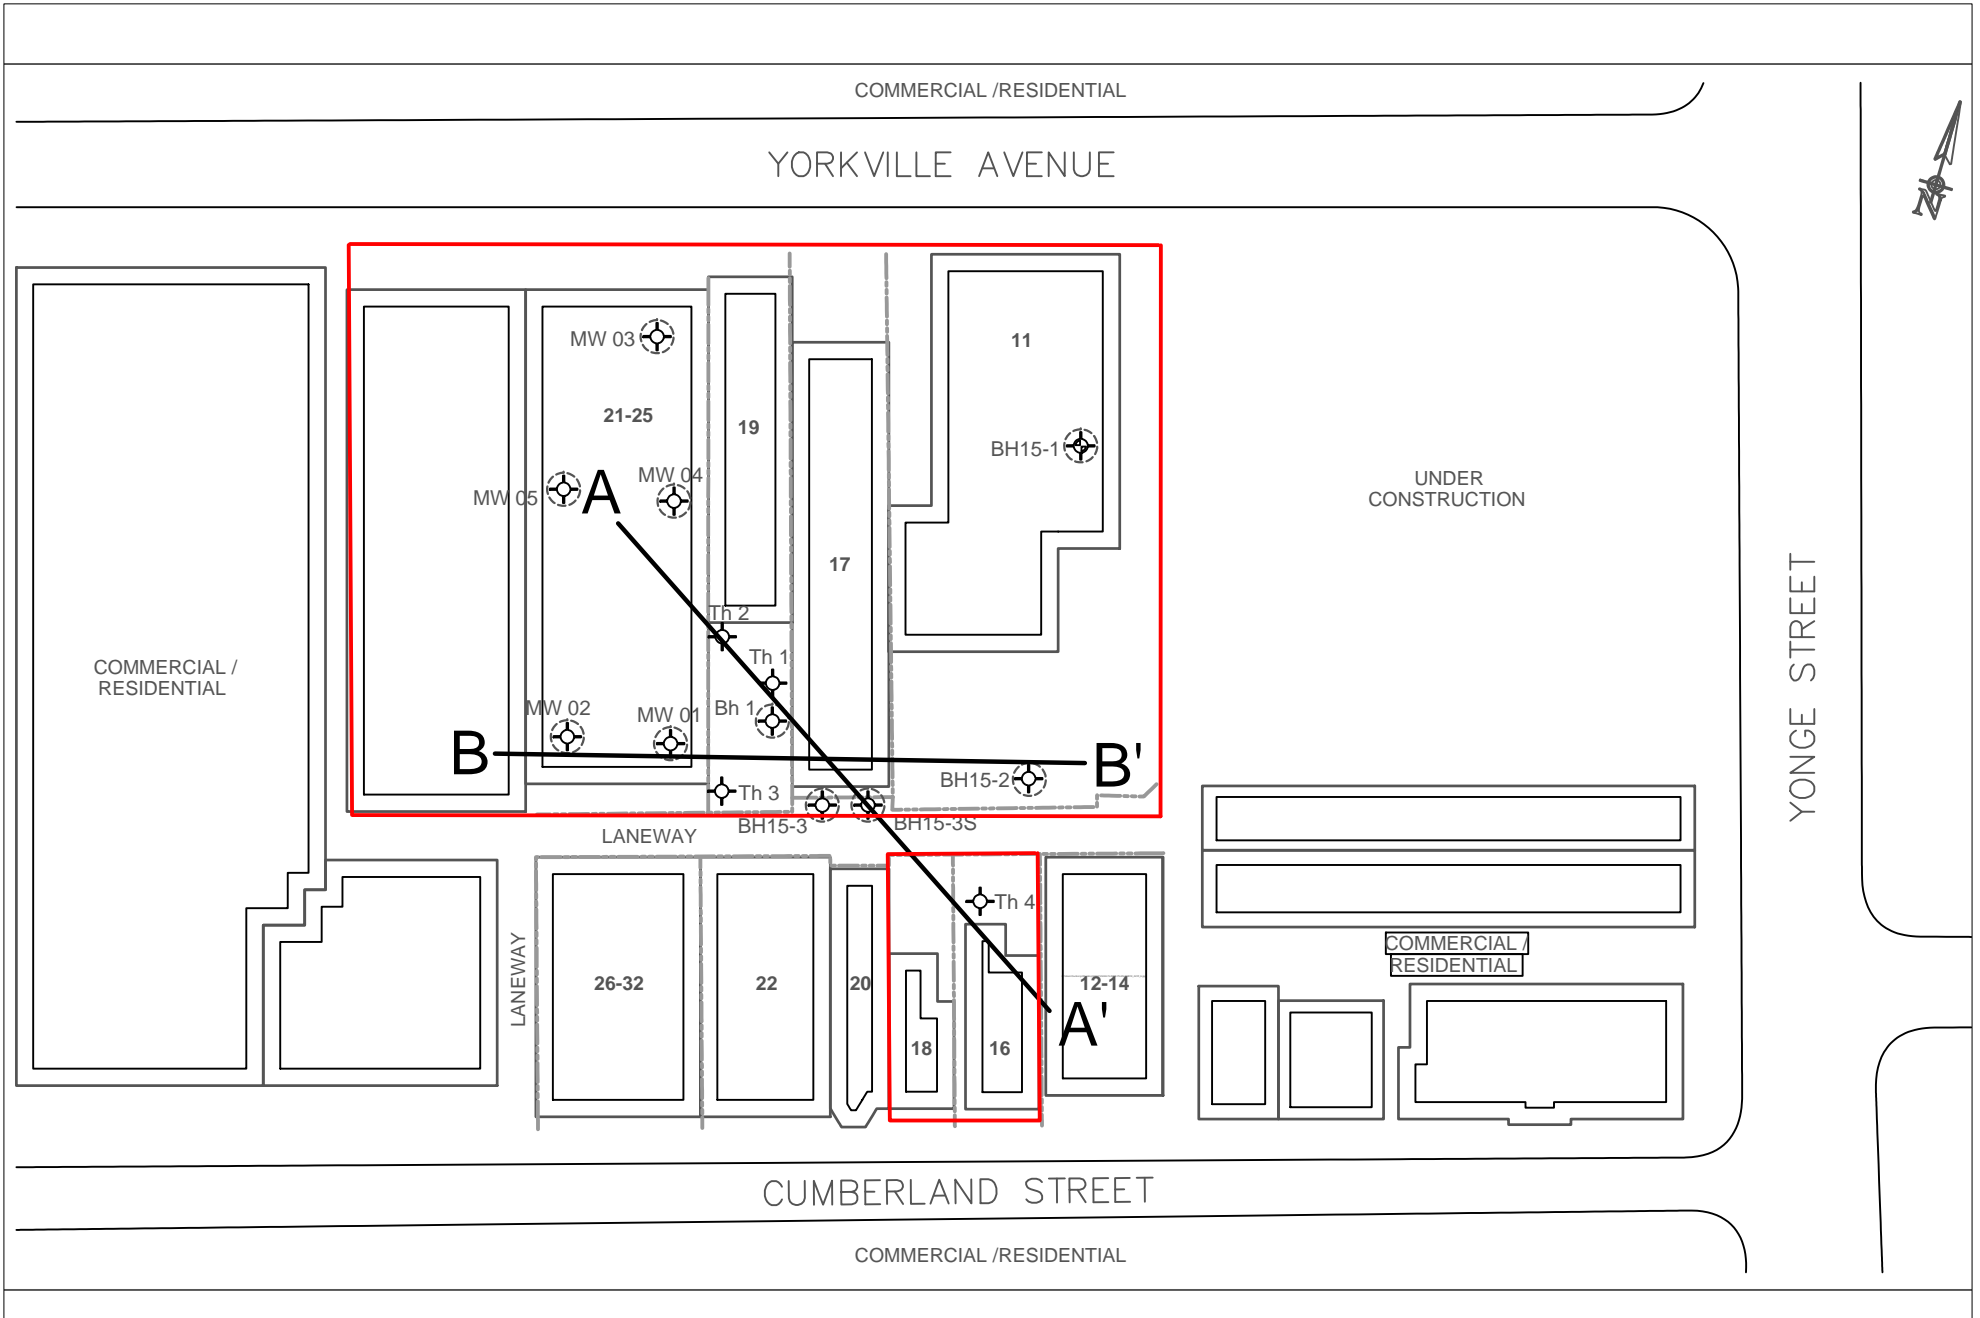 COMMERCIAL /RESIDENTIAL
YORKVILLE AVENUE
N
MW 03
11
21-25
19
BH15-1
MW 04
MW 05
A
UNDER
CONSTRUCTION
17
Th 2
Th 1
COMMERCIAL /
RESIDENTIAL
YONGE STREET
MW 02
MW 01
Bh 1
B
B'
BH15-2
Th 3
BH15-3
BH15-3S
LANEWAY
Th 4
LANEWAY
COMMERCIAL /
RESIDENTIAL
26-32
22
20
12-14
A'
18
16
CUMBERLAND STREET
COMMERCIAL /RESIDENTIAL